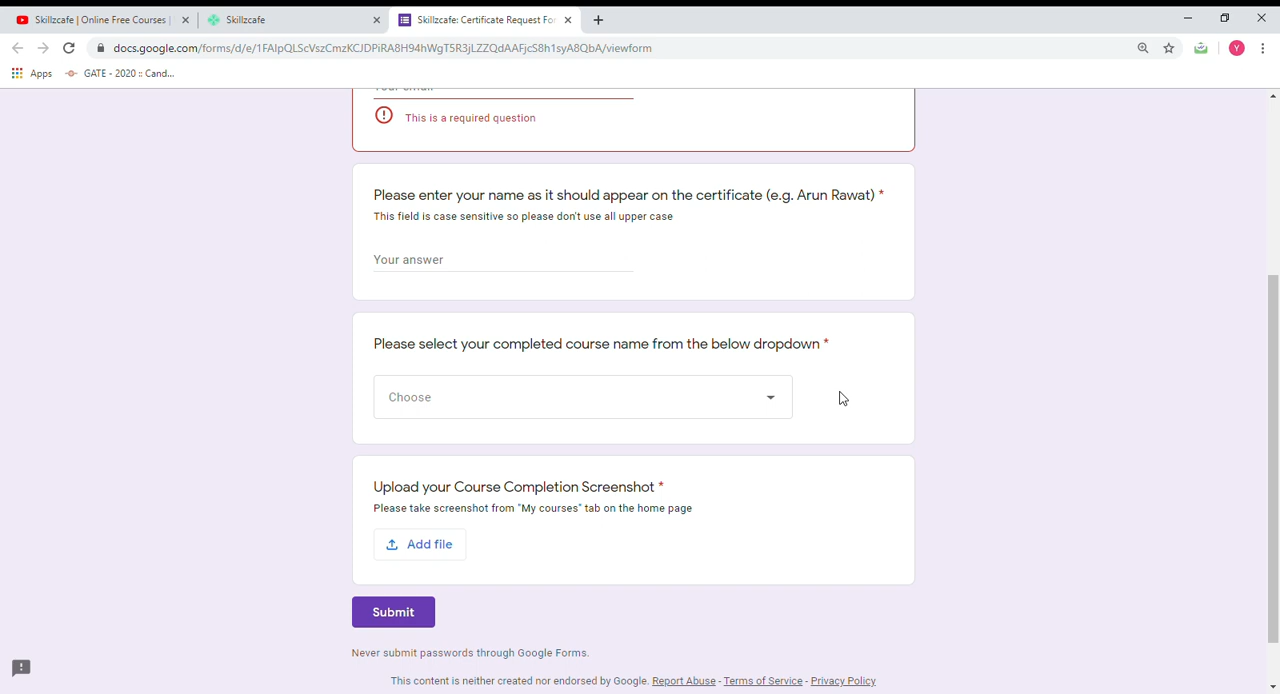 Skillzcafe | Online Free Courses |
Skillzcafe
Skillzcafe: Certificate Request For
docs.google.com/forms/d/e/1FAIpQLScVszCmzKCJDPiRA8H94hWgT5R3jLZZQdAAFjcS8h1syA8QbA/viewform
Y
Apps
GATE - 2020 :: Cand...
Your email
This is a required question
Please enter your name as it should appear on the certificate (e.g. Arun Rawat) *
This field is case sensitive so please don't use all upper case
Your answer
Please select your completed course name from the below dropdown *
Choose
Upload your Course Completion Screenshot *
Please take screenshot from "My courses" tab on the home page
Add file
Submit
Never submit passwords through Google Forms.
This content is neither created nor endorsed by Google. Report Abuse - Terms of Service - Privacy Policy